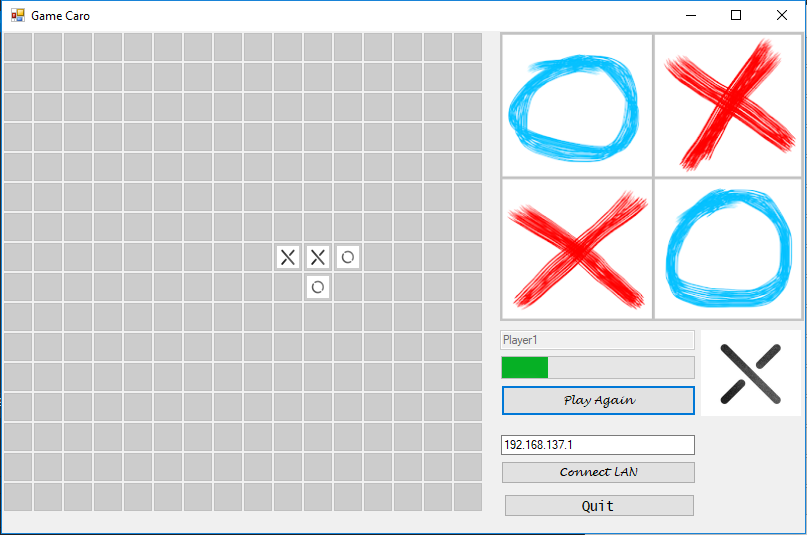 Game Caro
Player1
Play Again
192.168.137.1
Connect LAN
Quit